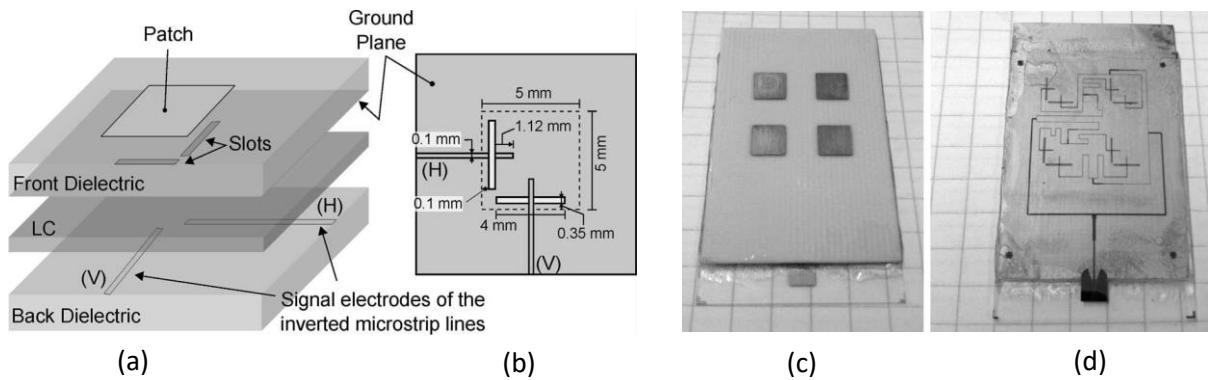 Patch
Slots
Front Dielectric
LC
(H)
(V)
Back Dielectric
Signal electrodes of the
inverted microstrip lines
Ground
Plane
5 mm
0.1 mm
1.12 mm
(H)
5 mm
0.1 mm
4 mm
0.35 mm
(V)
(a)
(b)
(c)
(d)